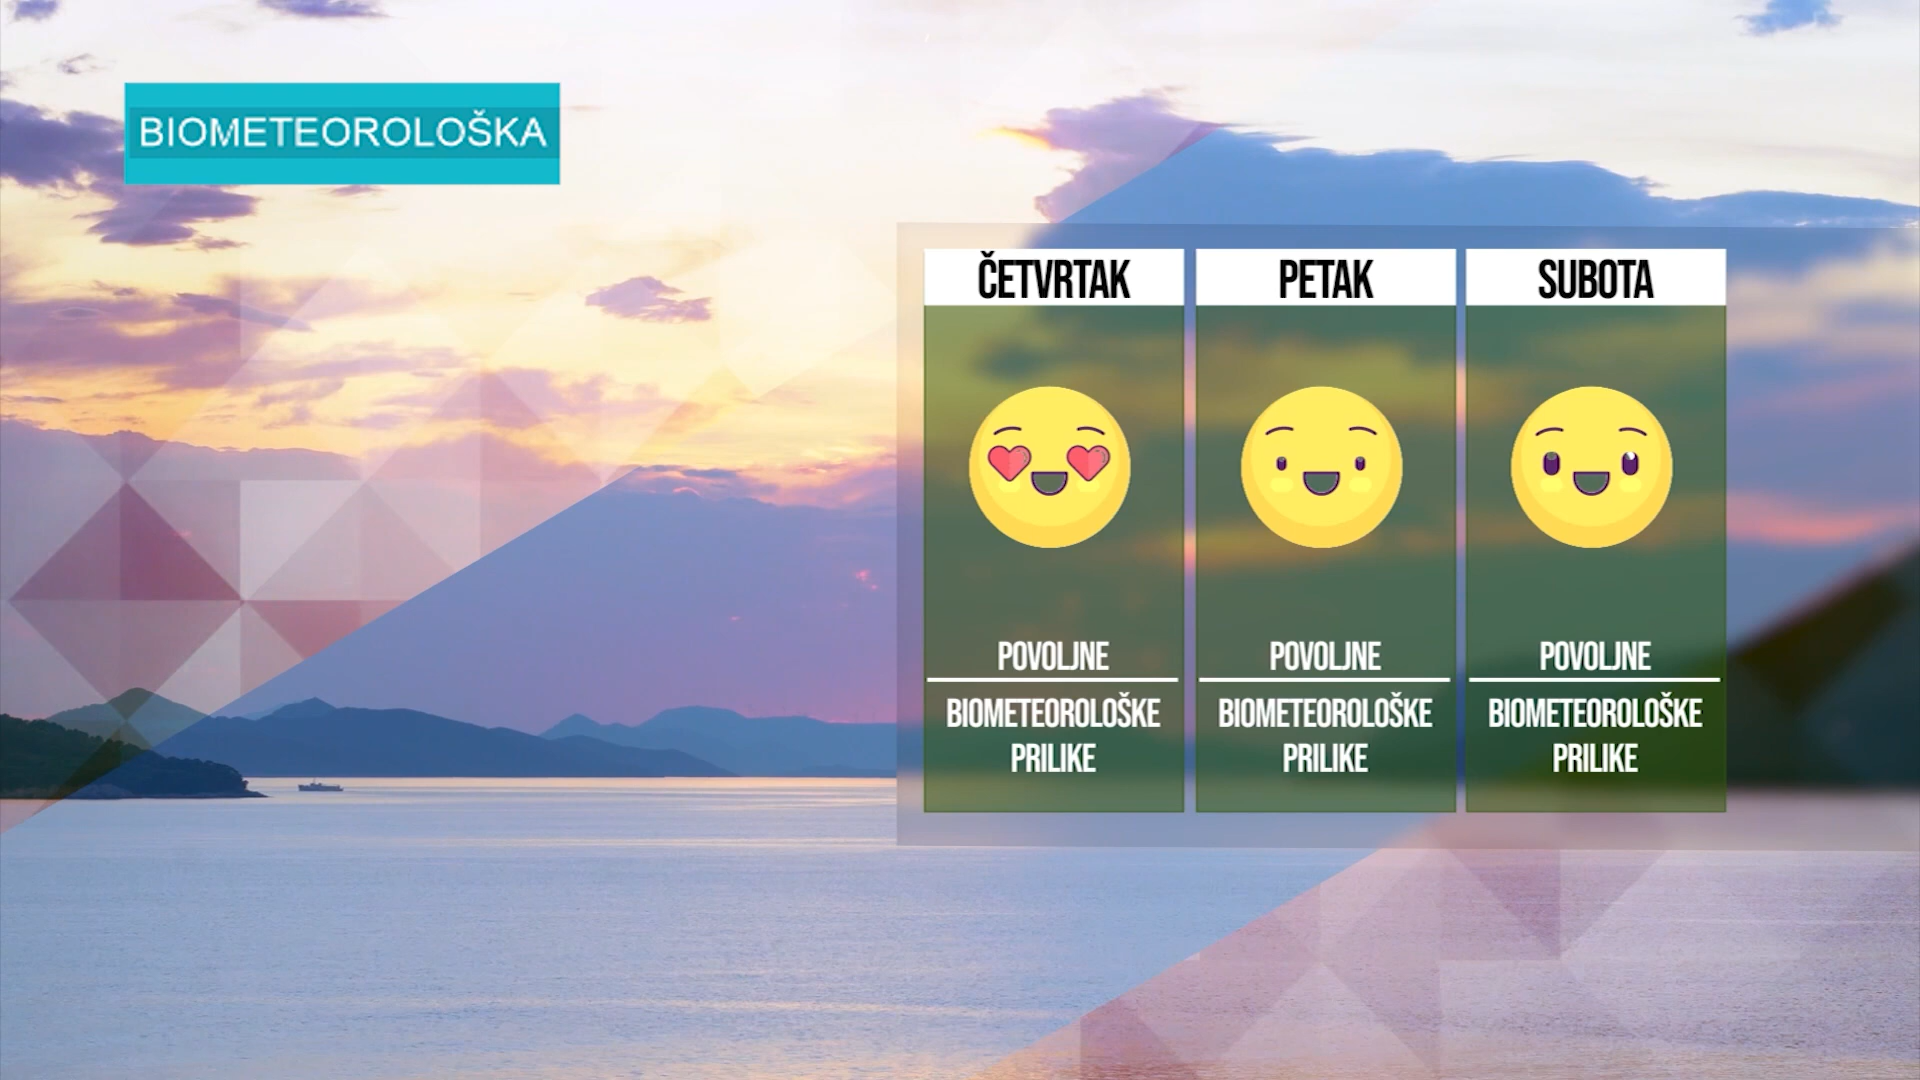 BIOMETEOROLOŠKA
ČETVRTAK
POVOLJNE
BIOMETEOROLOŠKE
PRILIKE
PETAK
POVOLJNE
BIOMETEOROLOŠKE
PRILIKE
SUBOTA
POVOLJNE
BIOMETEOROLOŠKE
PRILIKE